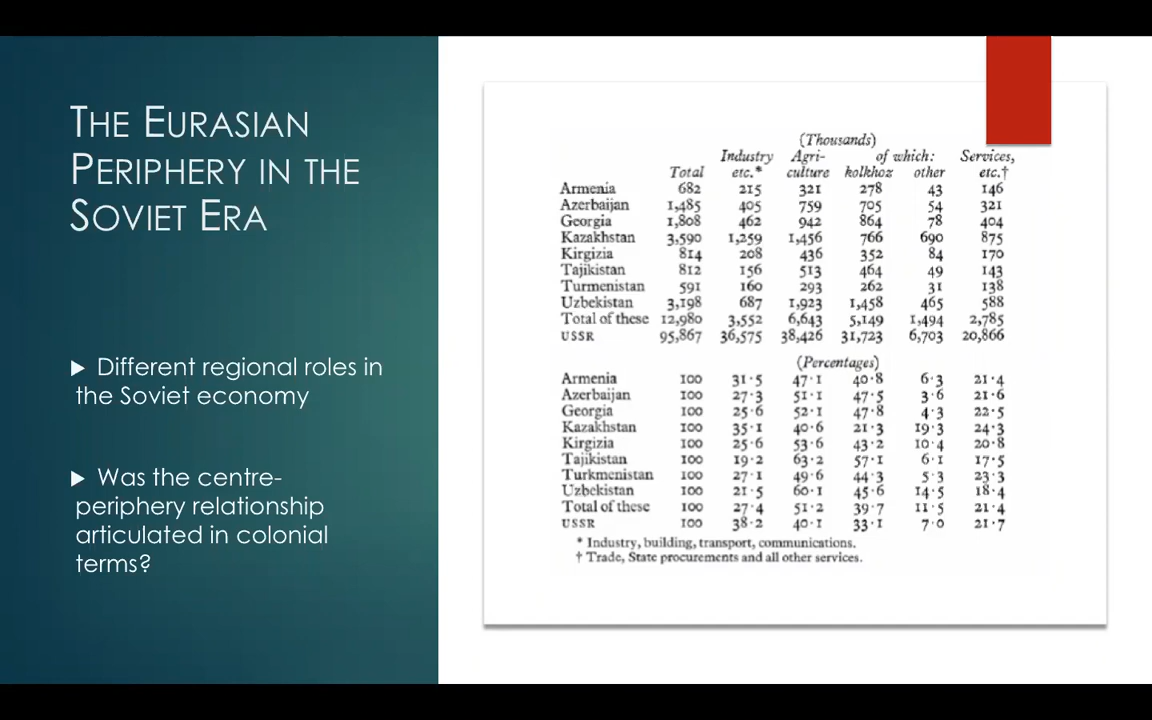 THE EURASIAN
PERIPHERY IN THE
SOVIET ERA
▶ Different regional roles in
the Soviet economy
▶ Was the centre-
periphery relationship
articulated in colonial
terms?
(Thousands)
Industry Agri- of which: Services,
Total etc.* culture kolkhoz other etc.†
Armenia 682 215 321 278 43 146
Azerbaijan 1,485 405 759 705 54 321
Georgia 1,808 462 942 864 78 404
Kazakhstan 3,590 1,259 1,456 766 690 875
Kirgizia 814 208 436 352 84 170
Tajikistan 812 156 513 464 49 143
Turmenistan 591 160 293 262 31 138
Uzbekistan 3,198 687 1,923 1,458 465 588
Total of these 12,980 3,552 6,643 5,149 1,494 2,785
USSR 95,867 36,575 38,426 31,723 6,703 20,866
(Percentages)
Armenia 100 31·5 47·1 40·8 6·3 21·4
Azerbaijan 100 27·3 51·1 47·5 3·6 21·6
Georgia 100 25·6 52·1 47·8 4·3 22·5
Kazakhstan 100 35·1 40·6 21·3 19·3 24·3
Kirgizia 100 25·6 53·6 43·2 10·4 20·8
Tajikistan 100 19·2 63·2 57·1 6·1 17·5
Turkmenistan 100 27·1 49·6 44·3 5·3 23·3
Uzbekistan 100 21·5 60·1 45·6 14·5 18·4
Total of these 100 27·4 51·2 39·7 11·5 21·4
USSR 100 38·2 40·1 33·1 7·0 21·7
* Industry, building, transport, communications.
† Trade, State procurements and all other services.